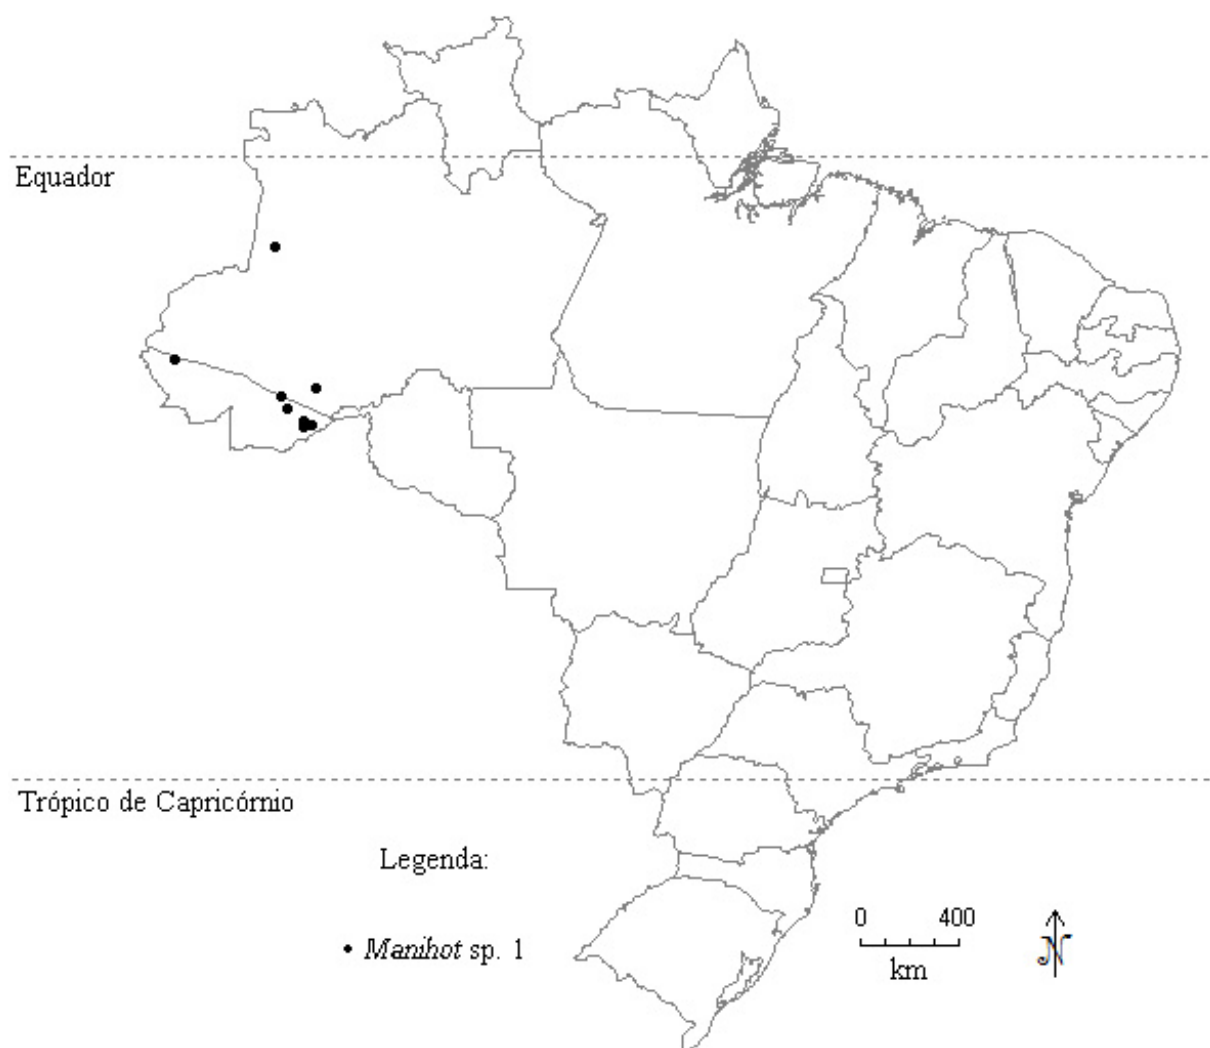 Equador
Trópico de Capricórnio
Legenda:
Manihot sp. 1
0 400
km
N